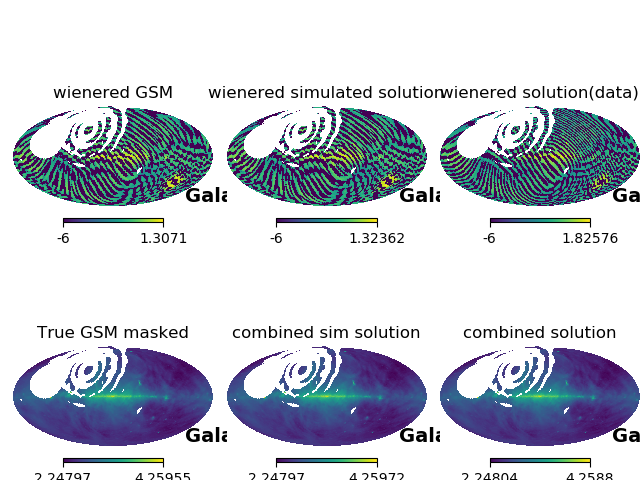 wienered GSM wienered simulated solution wienered solution(data)
Gala Gala Ga
-6 1.3071 -6 1.32362 -6 1.82576
True GSM masked combined sim solution combined solution
Gala Gala Ga
2.24797 4.25955 2.24797 4.25972 2.24804 4.2588